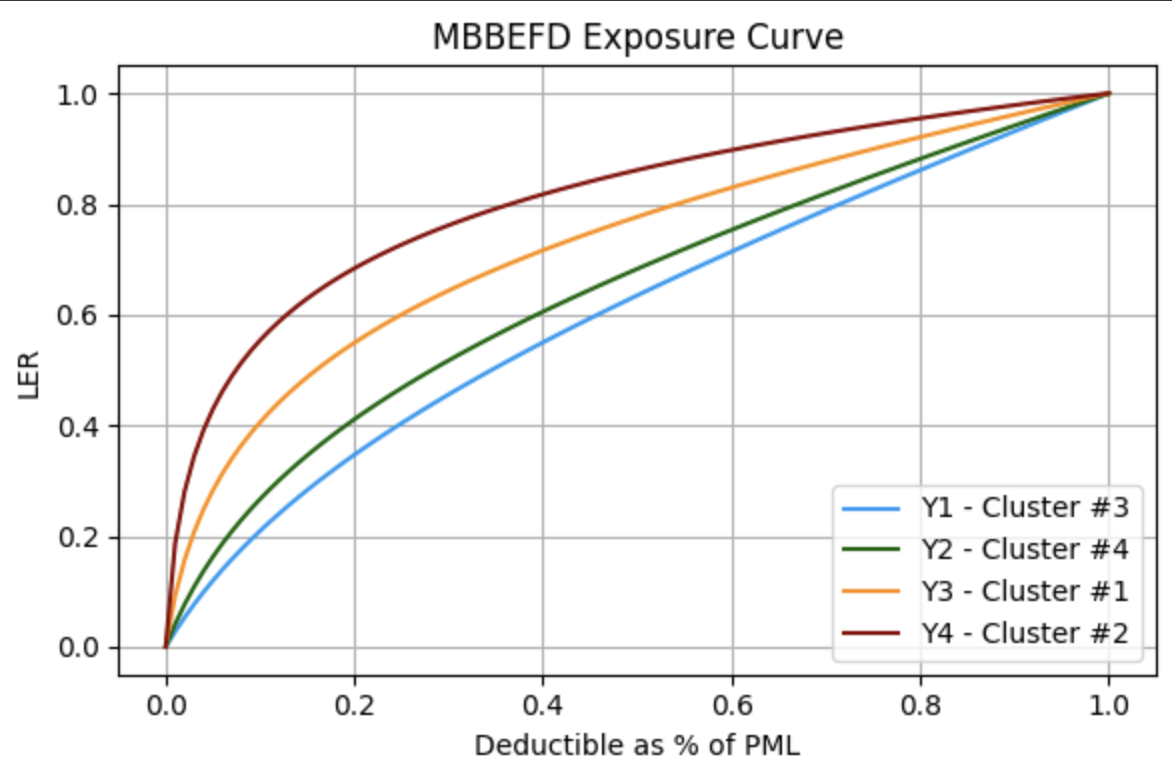 MBBEFD Exposure Curve
1.0
0.8
0.6
0.4
0.2
0.0
LER
0.0 0.2 0.4 0.6 0.8 1.0
Deductible as % of PML
Y1 - Cluster #3
Y2 - Cluster #4
Y3 - Cluster #1
Y4 - Cluster #2